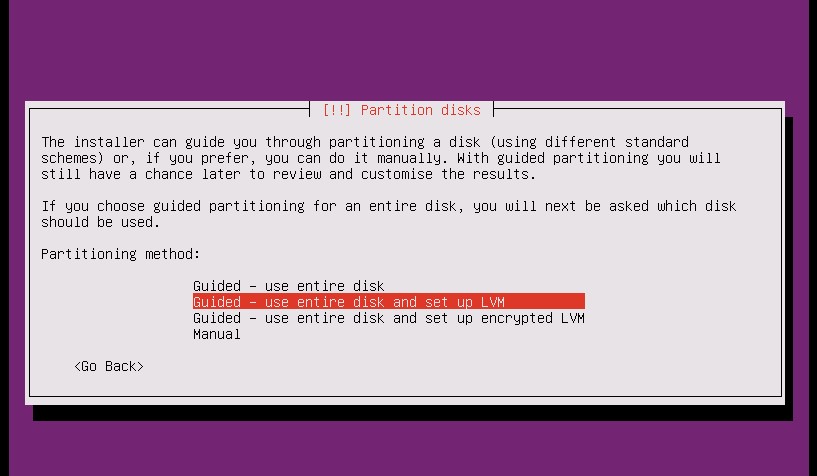 [!!] Partition disks
The installer can guide you through partitioning a disk (using different standard
schemes) or, if you prefer, you can do it manually. With guided partitioning you will
still have a chance later to review and customise the results.
If you choose guided partitioning for an entire disk, you will next be asked which disk
should be used.
Partitioning method:
Guided - use entire disk
Guided - use entire disk and set up LVM
Guided - use entire disk and set up encrypted LVM
Manual
<Go Back>